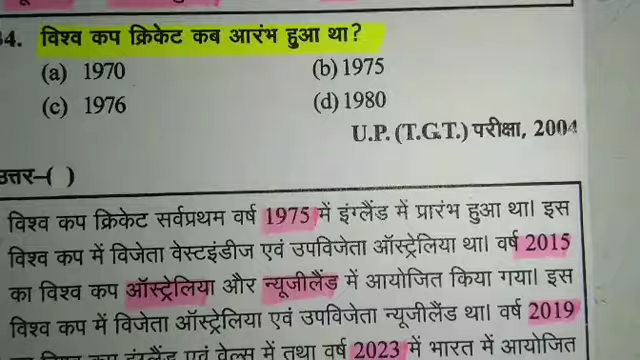 34. विश्व कप क्रिकेट कब आरंभ हुआ था?
(a) 1970 (b) 1975
(c) 1976 (d) 1980
U.P. (T.G.T.) परीक्षा, 2004
उत्तर–( )
विश्व कप क्रिकेट सर्वप्रथम वर्ष 1975 में इंग्लैंड में प्रारंभ हुआ था। इस
विश्व कप में विजेता वेस्टइंडीज एवं उपविजेता ऑस्ट्रेलिया था। वर्ष 2015
का विश्व कप ऑस्ट्रेलिया और न्यूजीलैंड में आयोजित किया गया। इस
विश्व कप में विजेता ऑस्ट्रेलिया एवं उपविजेता न्यूजीलैंड था। वर्ष 2019
का विश्व कप इंग्लैंड एवं वेल्स में तथा वर्ष 2023 में भारत में आयोजित